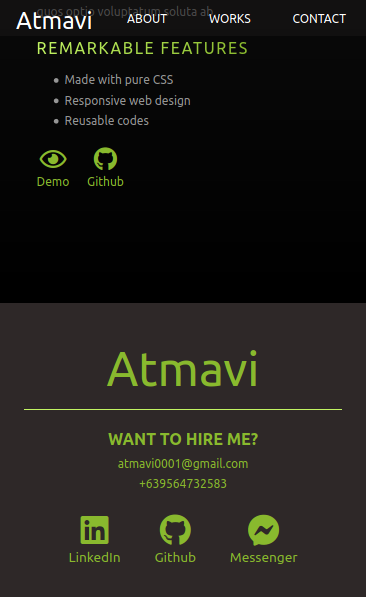 quos optio voluptatum soluta ab
Atmavi ABOUT WORKS CONTACT
REMARKABLE FEATURES
Made with pure CSS
Responsive web design
Reusable codes
Demo Github
Atmavi
WANT TO HIRE ME?
atmavi0001@gmail.com
+639564732583
LinkedIn Github Messenger